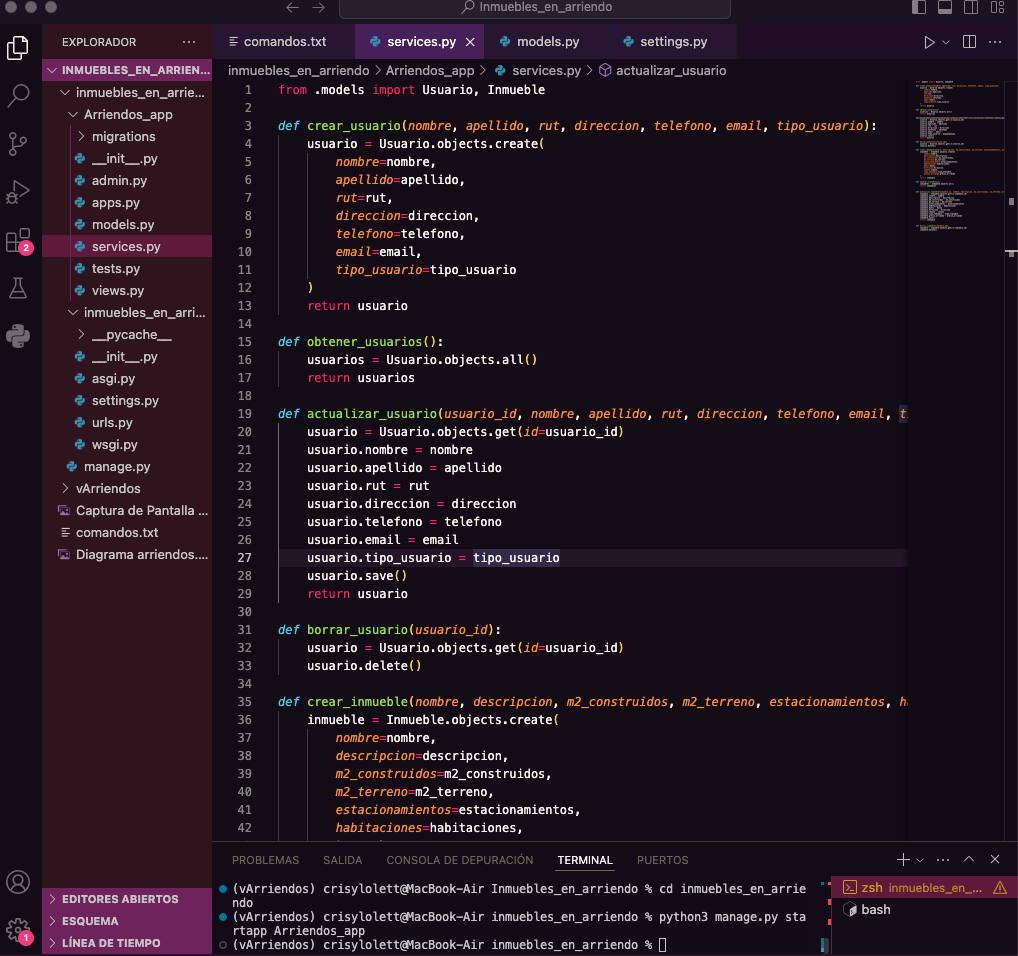 Inmuebles_en_arriendo
EXPLORADOR ...
INMUEBLES_EN_ARRIEN...
inmuebles_en_arrie...
Arriendos_app
migrations
__init__.py
admin.py
apps.py
models.py
services.py
tests.py
views.py
inmuebles_en_arri...
__pycache__
__init__.py
asgi.py
settings.py
urls.py
wsgi.py
manage.py
vArriendos
Captura de Pantalla ...
comandos.txt
Diagrama arriendos....
2
1
EDITORES ABIERTOS
ESQUEMA
LÍNEA DE TIEMPO
comandos.txt services.py models.py settings.py
inmuebles_en_arriendo > Arriendos_app > services.py > actualizar_usuario
1 from .models import Usuario, Inmueble
2
3 def crear_usuario(nombre, apellido, rut, direccion, telefono, email, tipo_usuario):
4 usuario = Usuario.objects.create(
5 nombre=nombre,
6 apellido=apellido,
7 rut=rut,
8 direccion=direccion,
9 telefono=telefono,
10 email=email,
11 tipo_usuario=tipo_usuario
12 )
13 return usuario
14
15 def obtener_usuarios():
16 usuarios = Usuario.objects.all()
17 return usuarios
18
19 def actualizar_usuario(usuario_id, nombre, apellido, rut, direccion, telefono, email, t
20 usuario = Usuario.objects.get(id=usuario_id)
21 usuario.nombre = nombre
22 usuario.apellido = apellido
23 usuario.rut = rut
24 usuario.direccion = direccion
25 usuario.telefono = telefono
26 usuario.email = email
27 usuario.tipo_usuario = tipo_usuario
28 usuario.save()
29 return usuario
30
31 def borrar_usuario(usuario_id):
32 usuario = Usuario.objects.get(id=usuario_id)
33 usuario.delete()
34
35 def crear_inmueble(nombre, descripcion, m2_construidos, m2_terreno, estacionamientos, h
36 inmueble = Inmueble.objects.create(
37 nombre=nombre,
38 descripcion=descripcion,
39 m2_construidos=m2_construidos,
40 m2_terreno=m2_terreno,
41 estacionamientos=estacionamientos,
42 habitaciones=habitaciones,
PROBLEMAS SALIDA CONSOLA DE DEPURACIÓN TERMINAL PUERTOS
(vArriendos) crisylolett@MacBook-Air Inmuebles_en_arriendo % cd inmuebles_en_arrie
ndo
(vArriendos) crisylolett@MacBook-Air inmuebles_en_arriendo % python3 manage.py sta
rtapp Arriendos_app
(vArriendos) crisylolett@MacBook-Air inmuebles_en_arriendo %
zsh inmuebles_en_...
bash